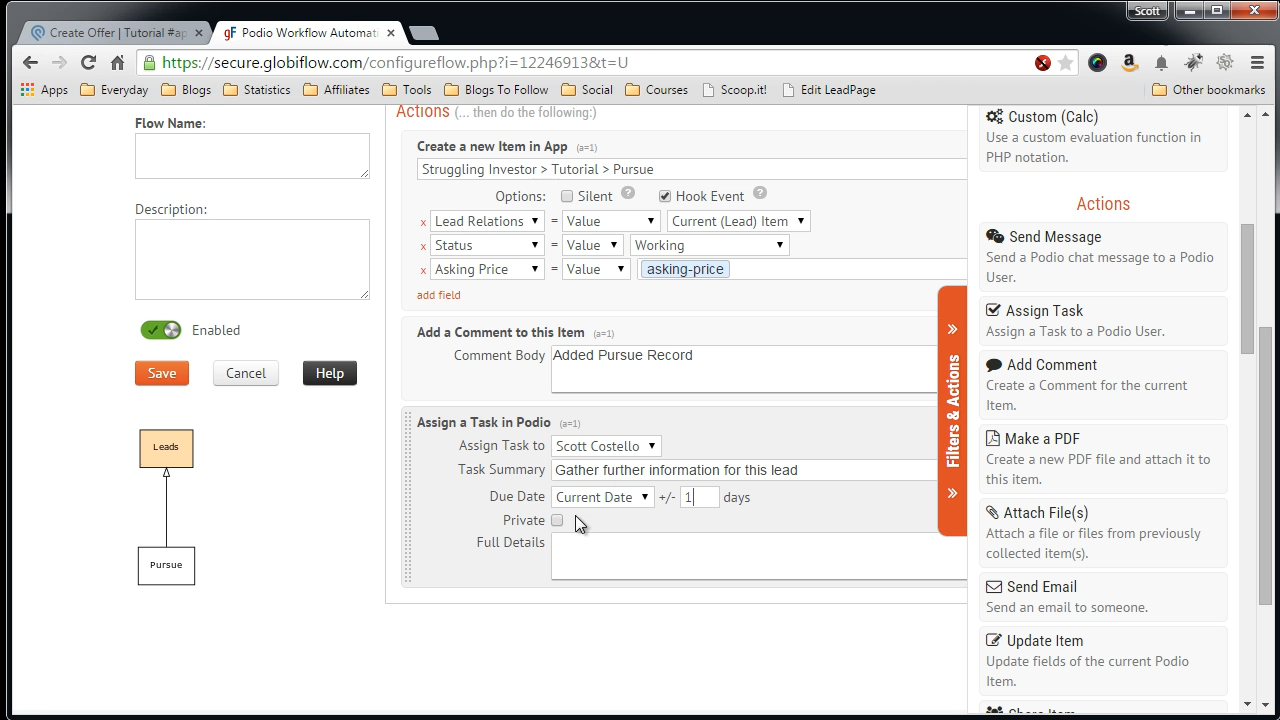 Scott
Create Offer | Tutorial #ap
gF Podio Workflow Automat
https://secure.globiflow.com/configureflow.php?i=12246913&t=U
Apps Everyday Blogs Statistics Affiliates Tools Blogs To Follow Social Courses Scoop.it! Edit LeadPage Other bookmarks
Flow Name:
Description:
Enabled
Save Cancel Help
Leads
Pursue
Actions (... then do the following:)
Create a new Item in App (a=1)
Struggling Investor > Tutorial > Pursue
Options: Silent ? Hook Event ?
x Lead Relations = Value Current (Lead) Item
x Status = Value Working
x Asking Price = Value asking-price
add field
Add a Comment to this Item (a=1)
Comment Body Added Pursue Record
Assign a Task in Podio (a=1)
Assign Task to Scott Costello
Task Summary Gather further information for this lead
Due Date Current Date +/- 1 days
Private
Full Details
» Filters & Actions »
Custom (Calc)
Use a custom evaluation function in
PHP notation.
Actions
Send Message
Send a Podio chat message to a Podio
User.
Assign Task
Assign a Task to a Podio User.
Add Comment
Create a Comment for the current
Item.
Make a PDF
Create a new PDF file and attach it to
this item.
Attach File(s)
Attach a file or files from previously
collected item(s).
Send Email
Send an email to someone.
Update Item
Update fields of the current Podio
Item.